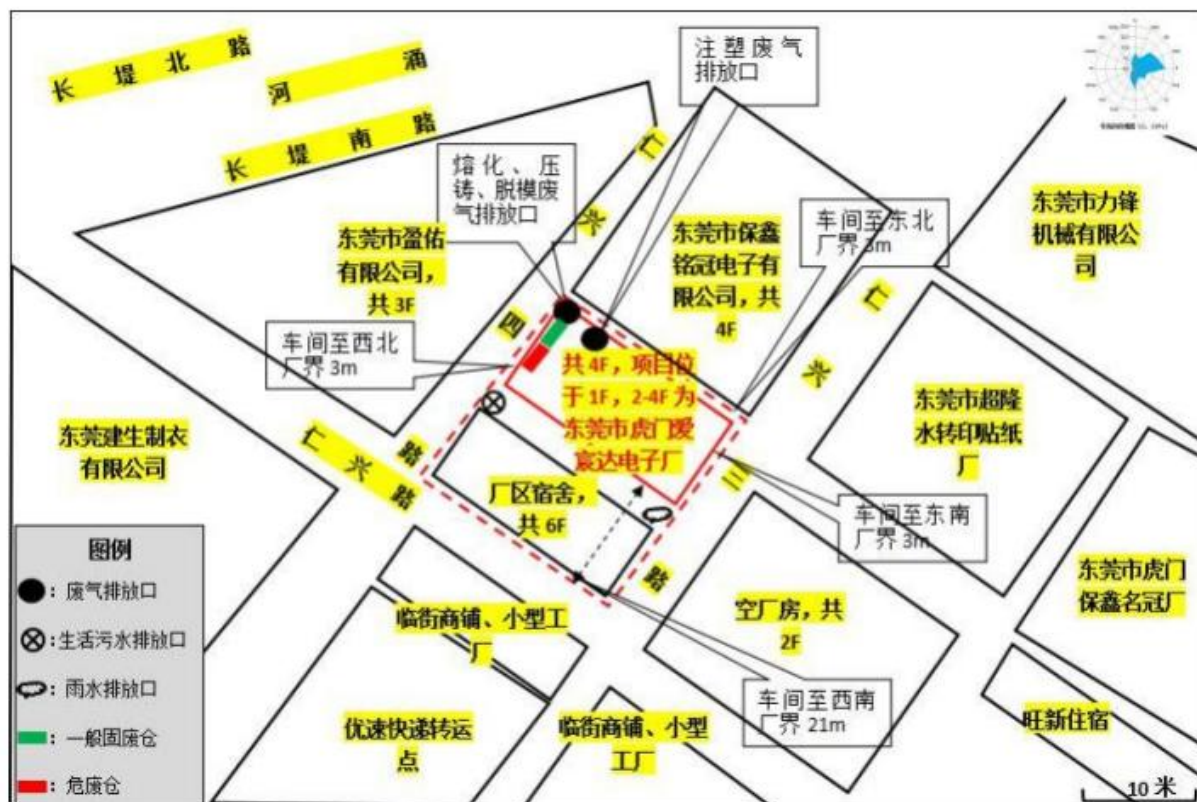 长堤北路
河涌
长堤南路
注塑废气
排放口
熔化、压
铸、脱模废
气排放口
仁兴四路
东莞市盈佑
有限公司，
共 3F
东莞市保鑫
铭冠电子有
限公司，共
4F
车间至东北
厂界 3m
东莞市力锋
机械有限公
司
仁兴三路
车间至西北
厂界 3m
共 4F，项目位
于 1F，2-4F 为
东莞市虎门爱
宸达电子厂
东莞市超隆
水转印贴纸
厂
东莞建生制衣
有限公司
仁兴路
厂区宿舍，
共 6F
车间至东南
厂界 3m
东莞市虎门
保鑫名冠厂
临街商铺、小型工
厂
空厂房，共
2F
车间至西南
厂界 21m
优速快递转运
点
临街商铺、小型
工厂
旺新住宿
10 米
图例
：废气排放口
：生活污水排放口
：雨水排放口
：一般固废仓
：危废仓